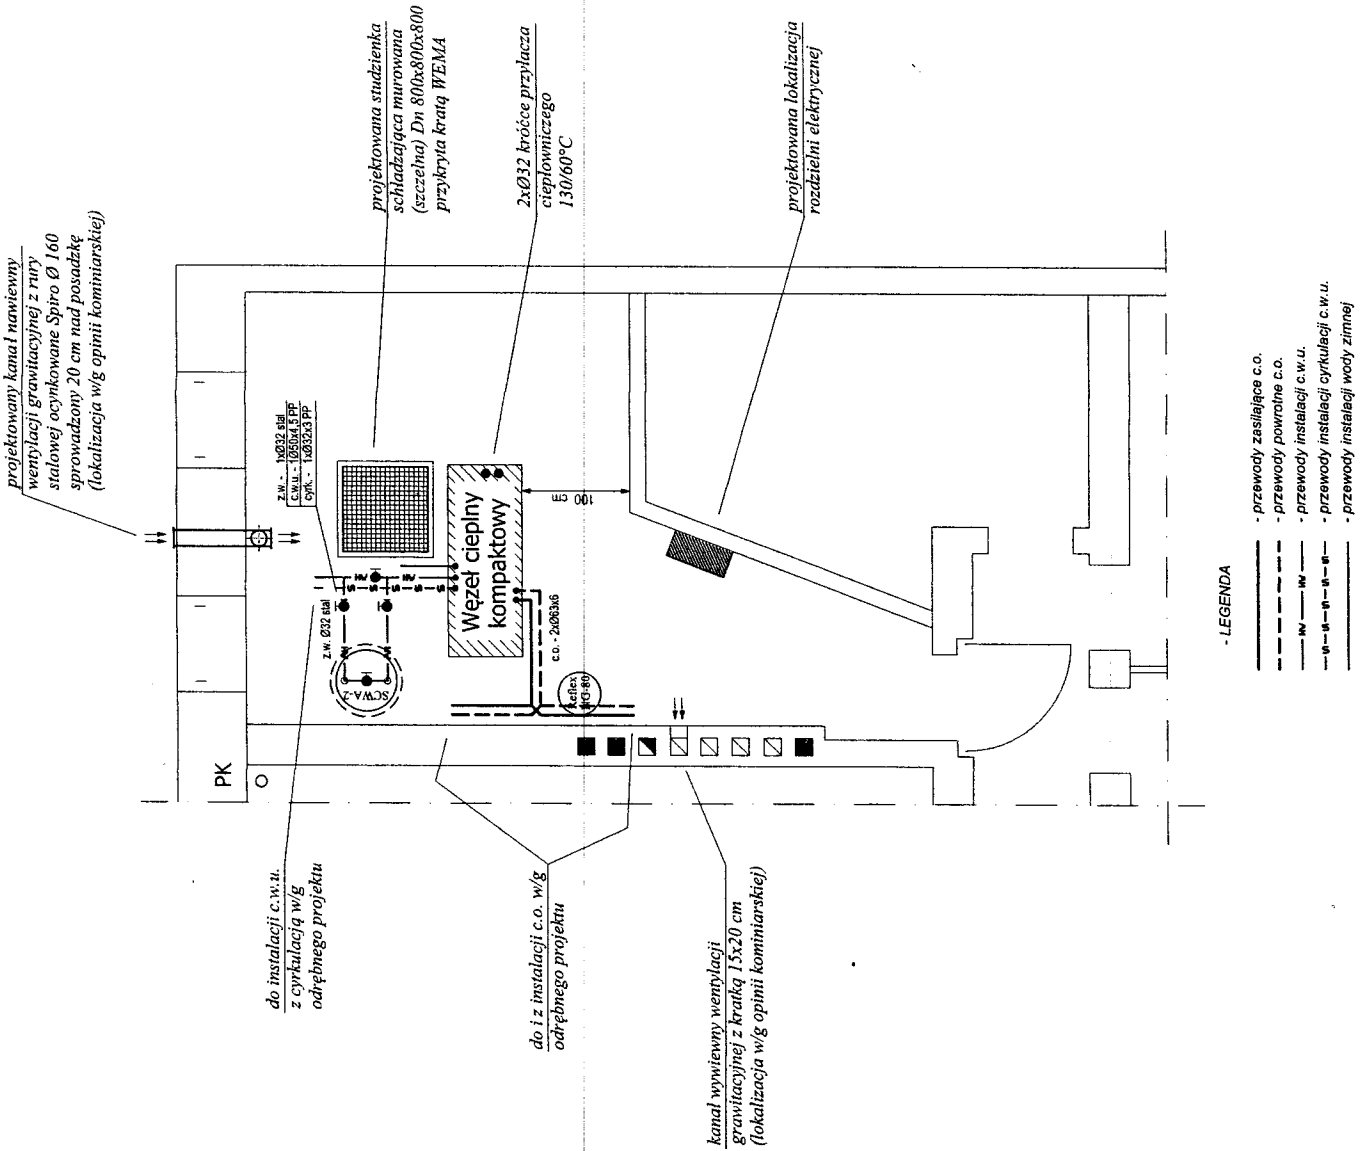 projektowany kanał nawiewny
wentylacji grawitacyjnej z rury
stalowej ocynkowane Spiro Ø 160
sprowadzony 20 cm nad posadzkę
(lokalizacja w/g opinii kominiarskiej)
projektowana studzienka
schładzająca murowana
(szczelna) Dn 800x800x800
przykryta kratą WEMA
2xØ32 króćce przyłącza
ciepłowniczego
130/60°C
projektowana lokalizacja
rozdzielni elektrycznej
z.w. - 1xØ32 stal
c.w.u. - 1Ø50x4,5 PP
cyrk. - 1xØ32x3 PP
z.w. Ø32 stal
SCWA-2
Węzeł cieplny
kompaktowy
100 cm
c.o. - 2xØ63x6
Reflex
NG-80
PK
do instalacji c.w.u.
z cyrkulacją w/g
odrębnego projektu
do i z instalacji c.o. w/g
odrębnego projektu
kanał wywiewny wentylacji
grawitacyjnej z kratką 15x20 cm
(lokalizacja w/g opinii kominiarskiej)
- LEGENDA
- przewody zasilające c.o.
- przewody powrotne c.o.
- przewody instalacji c.w.u.
- przewody instalacji cyrkulacji c.w.u.
- przewody instalacji wody zimnej